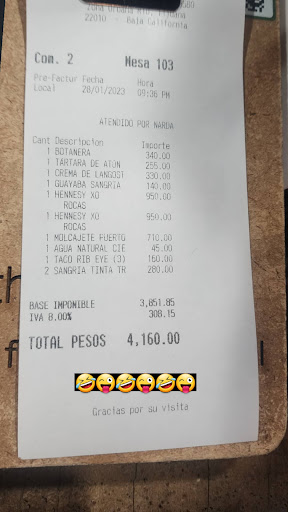 Zona Urbana Rio, Tijuana
22010 - Baja California
Com. 2 Mesa 103
Pre-Factur Fecha Hora
Local 28/01/2023 09:36 PM
ATENDIDO POR NARDA
Cant Descripcion Importe
1 BOTANERA 340.00
1 TARTARA DE ATUN 255.00
1 CREMA DE LANGOST 330.00
1 GUAYABA SANGRIA 140.00
1 HENNESY XO 950.00
ROCAS
1 HENNESY XO 950.00
ROCAS
1 MOLCAJETE PUERTO 710.00
1 AGUA NATURAL CIE 45.00
1 TACO RIB EYE (3) 160.00
2 SANGRIA TINTA TR 280.00
BASE IMPONIBLE 3,851.85
IVA 8.00% 308.15
TOTAL PESOS 4,160.00
Gracias por su visita